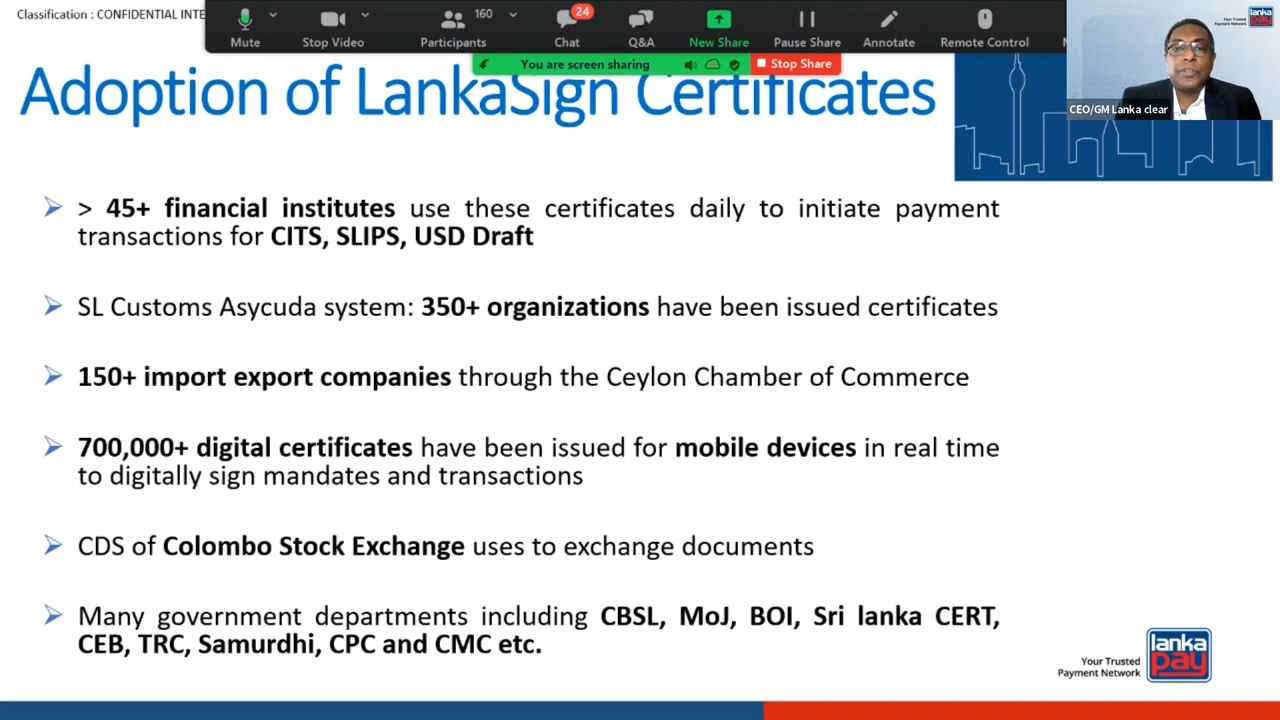 Classification : CONFIDENTIAL INTE
160
24
Mute
Stop Video
Participants
Chat
Q&A
New Share
Pause Share
Annotate
Remote Control
You are screen sharing
Stop Share
Your Trusted
Payment Network
lanka
pay
CEO/GM Lanka clear
Adoption of LankaSign Certificates
➢ > 45+ financial institutes use these certificates daily to initiate payment
transactions for CITS, SLIPS, USD Draft
➢ SL Customs Asycuda system: 350+ organizations have been issued certificates
➢ 150+ import export companies through the Ceylon Chamber of Commerce
➢ 700,000+ digital certificates have been issued for mobile devices in real time
to digitally sign mandates and transactions
➢ CDS of Colombo Stock Exchange uses to exchange documents
➢ Many government departments including CBSL, MoJ, BOI, Sri lanka CERT,
CEB, TRC, Samurdhi, CPC and CMC etc.
Your Trusted
Payment Network
lanka
pay